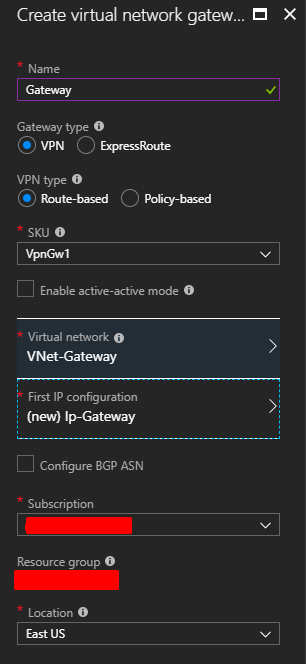 Create virtual network gatew...
* Name
Gateway
Gateway type
VPN ExpressRoute
VPN type
Route-based Policy-based
* SKU
VpnGw1
Enable active-active mode
* Virtual network
VNet-Gateway
* First IP configuration
(new) Ip-Gateway
Configure BGP ASN
* Subscription
Resource group
* Location
East US